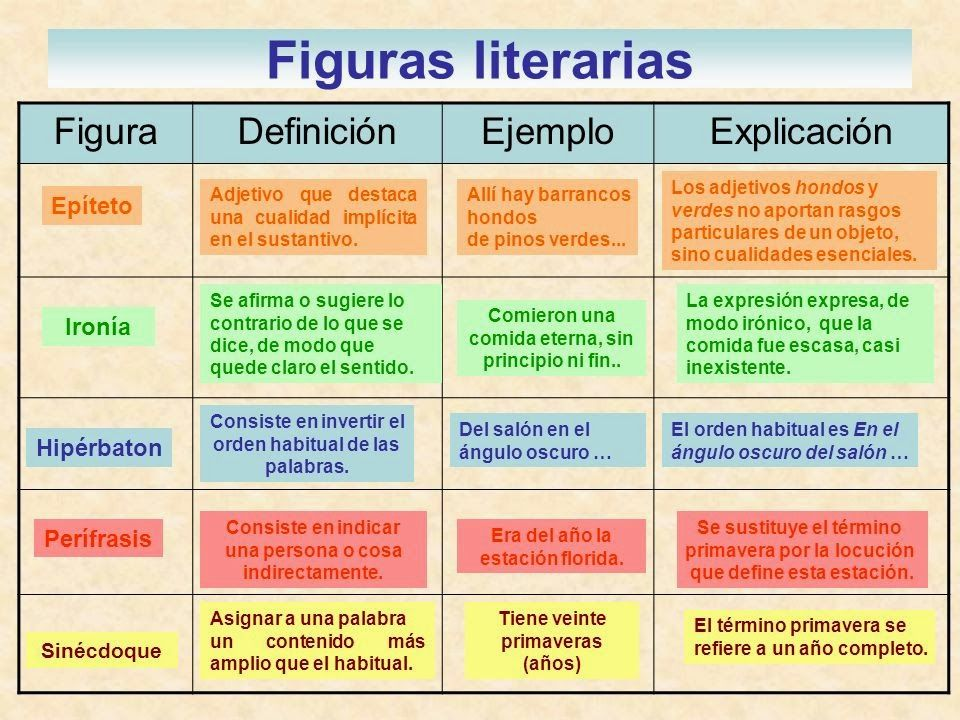 Figuras literarias
Figura Definición Ejemplo Explicación
Epíteto
Adjetivo que destaca
una cualidad implícita
en el sustantivo.
Allí hay barrancos
hondos
de pinos verdes...
Los adjetivos hondos y
verdes no aportan rasgos
particulares de un objeto,
sino cualidades esenciales.
Ironía
Se afirma o sugiere lo
contrario de lo que se
dice, de modo que
quede claro el sentido.
Comieron una
comida eterna, sin
principio ni fin..
La expresión expresa, de
modo irónico, que la
comida fue escasa, casi
inexistente.
Hipérbaton
Consiste en invertir el
orden habitual de las
palabras.
Del salón en el
ángulo oscuro …
El orden habitual es En el
ángulo oscuro del salón …
Perífrasis
Consiste en indicar
una persona o cosa
indirectamente.
Era del año la
estación florida.
Se sustituye el término
primavera por la locución
que define esta estación.
Sinécdoque
Asignar a una palabra
un contenido más
amplio que el habitual.
Tiene veinte
primaveras
(años)
El término primavera se
refiere a un año completo.